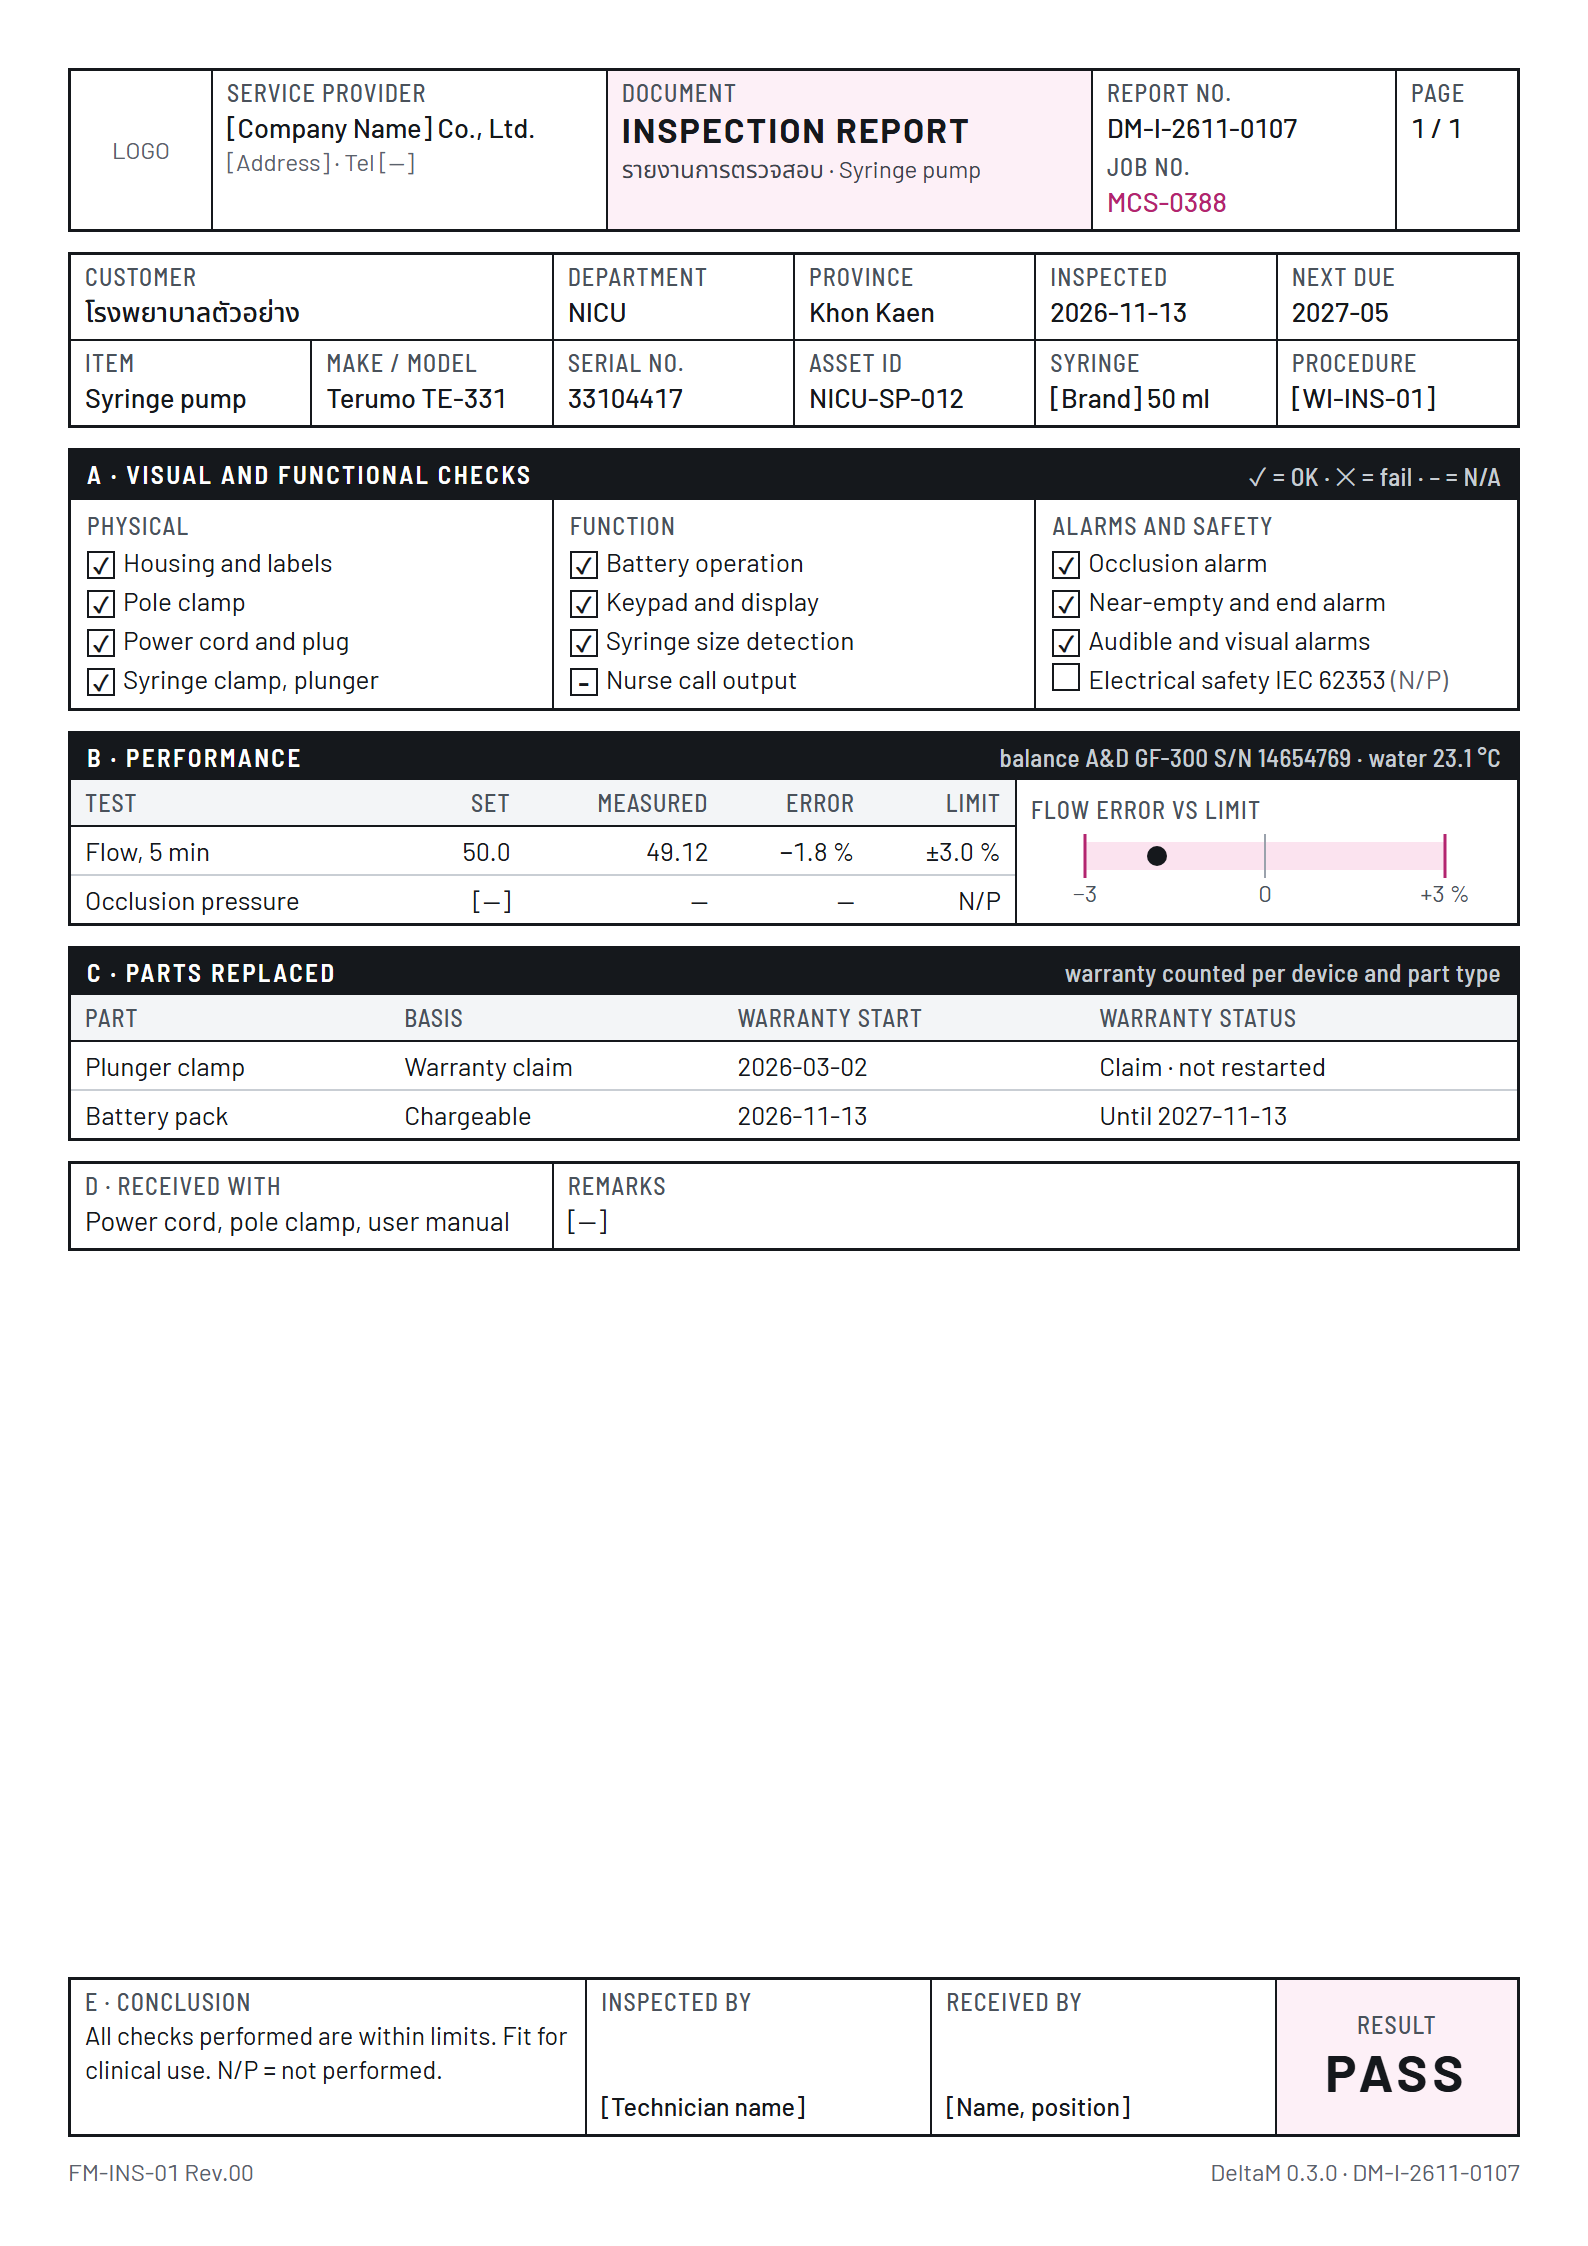 LOGO
SERVICE PROVIDER
[Company Name] Co., Ltd.
[Address] · Tel [—]
DOCUMENT
INSPECTION REPORT
รายงานการตรวจสอบ · Syringe pump
REPORT NO.
DM-I-2611-0107
JOB NO.
MCS-0388
PAGE
1 / 1
CUSTOMER
โรงพยาบาลตัวอย่าง
DEPARTMENT
NICU
PROVINCE
Khon Kaen
INSPECTED
2026-11-13
NEXT DUE
2027-05
ITEM
Syringe pump
MAKE / MODEL
Terumo TE-331
SERIAL NO.
33104417
ASSET ID
NICU-SP-012
SYRINGE
[Brand] 50 ml
PROCEDURE
[WI-INS-01]
A · VISUAL AND FUNCTIONAL CHECKS
✓ = OK · ✕ = fail · – = N/A
PHYSICAL
✓ Housing and labels
✓ Pole clamp
✓ Power cord and plug
✓ Syringe clamp, plunger
FUNCTION
✓ Battery operation
✓ Keypad and display
✓ Syringe size detection
– Nurse call output
ALARMS AND SAFETY
✓ Occlusion alarm
✓ Near-empty and end alarm
✓ Audible and visual alarms
Electrical safety IEC 62353 (N/P)
B · PERFORMANCE
balance A&D GF-300 S/N 14654769 · water 23.1 °C
TEST SET MEASURED ERROR LIMIT
Flow, 5 min 50.0 49.12 −1.8 % ±3.0 %
Occlusion pressure [—] — — N/P
FLOW ERROR VS LIMIT
−3 0 +3 %
C · PARTS REPLACED
warranty counted per device and part type
PART BASIS WARRANTY START WARRANTY STATUS
Plunger clamp Warranty claim 2026-03-02 Claim · not restarted
Battery pack Chargeable 2026-11-13 Until 2027-11-13
D · RECEIVED WITH
Power cord, pole clamp, user manual
REMARKS
[—]
E · CONCLUSION
All checks performed are within limits. Fit for
clinical use. N/P = not performed.
INSPECTED BY
[Technician name]
RECEIVED BY
[Name, position]
RESULT
PASS
FM-INS-01 Rev.00
DeltaM 0.3.0 · DM-I-2611-0107